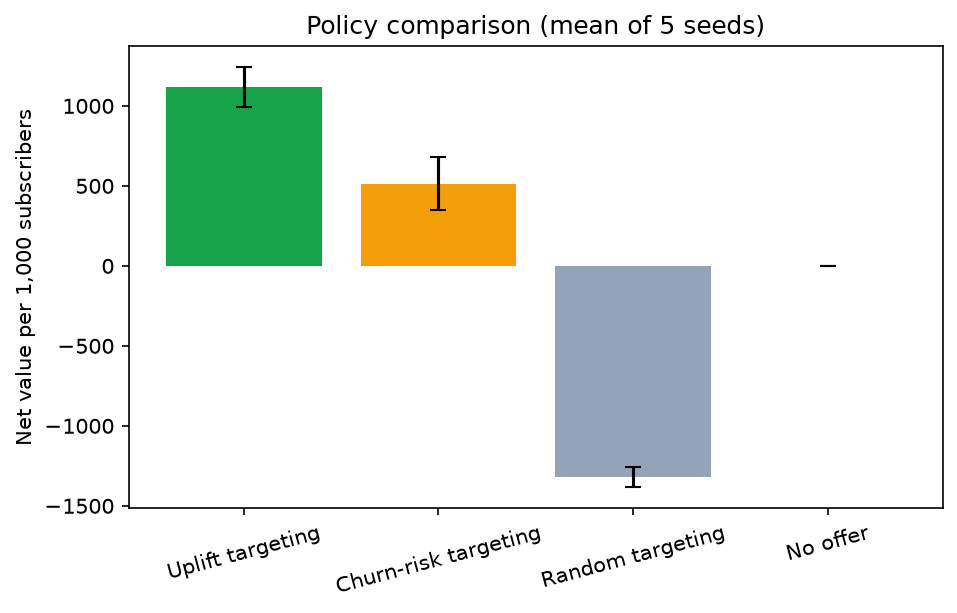 Policy comparison (mean of 5 seeds)
Net value per 1,000 subscribers
1000
500
0
−500
−1000
−1500
Uplift targeting
Churn-risk targeting
Random targeting
No offer